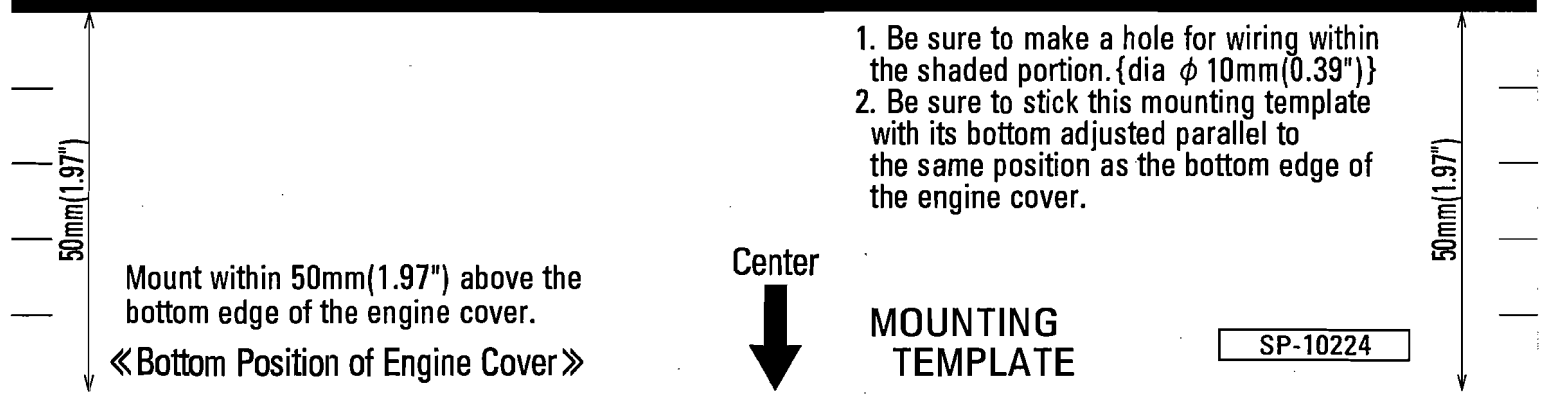 1. Be sure to make a hole for wiring within
the shaded portion.{dia ϕ 10mm(0.39")}
2. Be sure to stick this mounting template
with its bottom adjusted parallel to
the same position as the bottom edge of
the engine cover.
50mm(1.97")
50mm(1.97")
Mount within 50mm(1.97") above the
bottom edge of the engine cover.
≪Bottom Position of Engine Cover≫
Center
MOUNTING
TEMPLATE
SP-10224